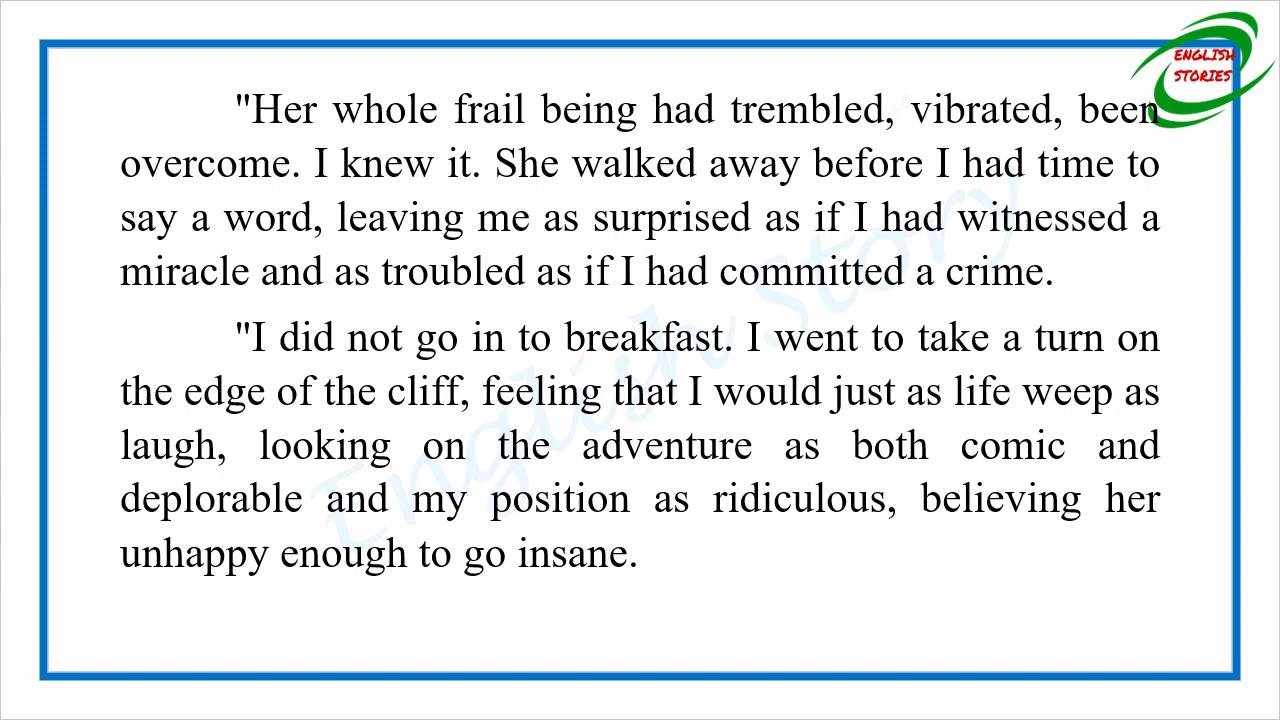 ENGLISH
STORIES
"Her whole frail being had trembled, vibrated, been
overcome. I knew it. She walked away before I had time to
say a word, leaving me as surprised as if I had witnessed a
miracle and as troubled as if I had committed a crime.
"I did not go in to breakfast. I went to take a turn on
the edge of the cliff, feeling that I would just as life weep as
laugh, looking on the adventure as both comic and
deplorable and my position as ridiculous, believing her
unhappy enough to go insane.
English Story